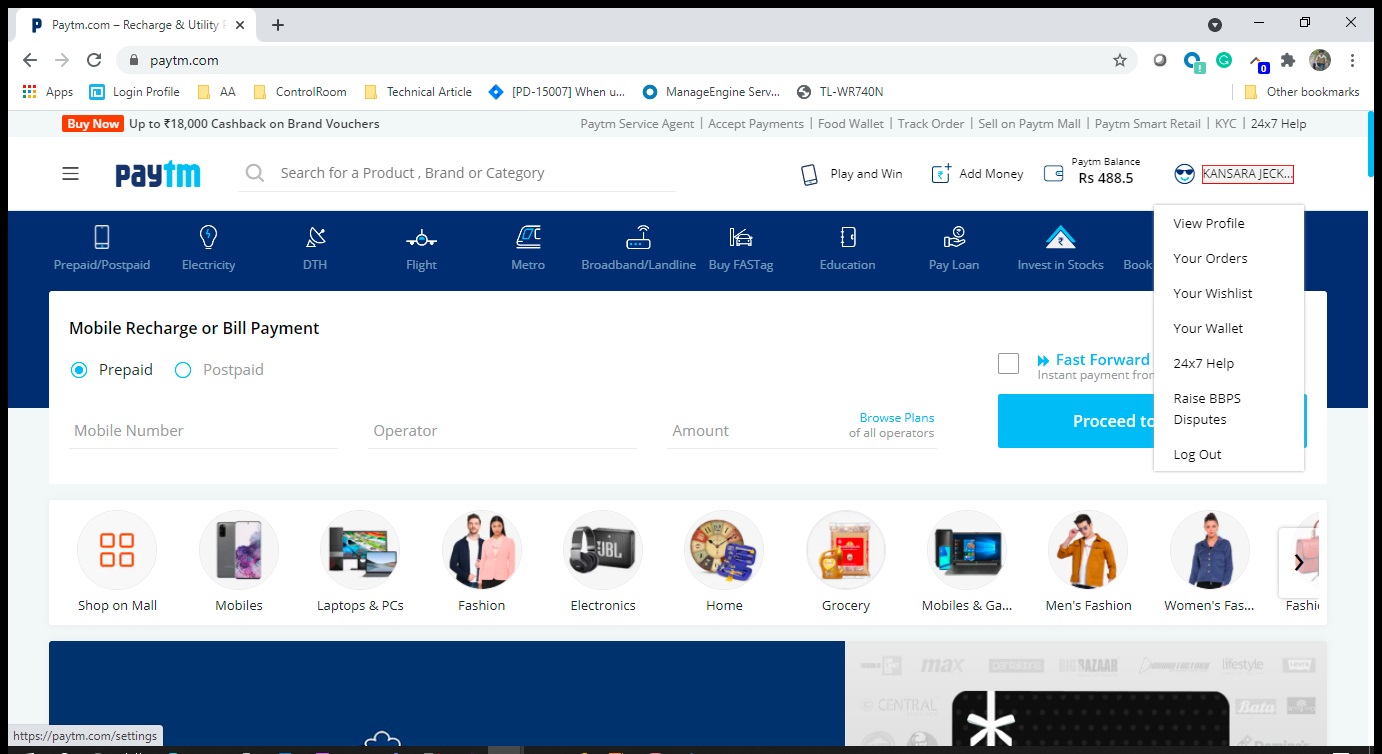 Paytm.com – Recharge & Utility
paytm.com
Apps
Login Profile
AA
ControlRoom
Technical Article
[PD-15007] When u...
ManageEngine Serv...
TL-WR740N
Other bookmarks
Buy Now Up to ₹18,000 Cashback on Brand Vouchers
Paytm Service Agent | Accept Payments | Food Wallet | Track Order | Sell on Paytm Mall | Paytm Smart Retail | KYC | 24x7 Help
paytm
Search for a Product , Brand or Category
Play and Win
Add Money
Paytm Balance
Rs 488.5
KANSARA JECK...
Prepaid/Postpaid
Electricity
DTH
Flight
Metro
Broadband/Landline
Buy FASTag
Education
Pay Loan
Invest in Stocks
Book
View Profile
Your Orders
Your Wishlist
Your Wallet
24x7 Help
Raise BBPS
Disputes
Log Out
Mobile Recharge or Bill Payment
Prepaid
Postpaid
Fast Forward
Instant payment from
Mobile Number
Operator
Amount
Browse Plans
of all operators
Proceed to
Shop on Mall
Mobiles
Laptops & PCs
Fashion
Electronics
JBL
Home
Grocery
Mobiles & Ga...
Men's Fashion
Women's Fas...
Fashi
max
BIG BAZAAR
lifestyle
CENTRAL
Bata
Domino's
https://paytm.com/settings